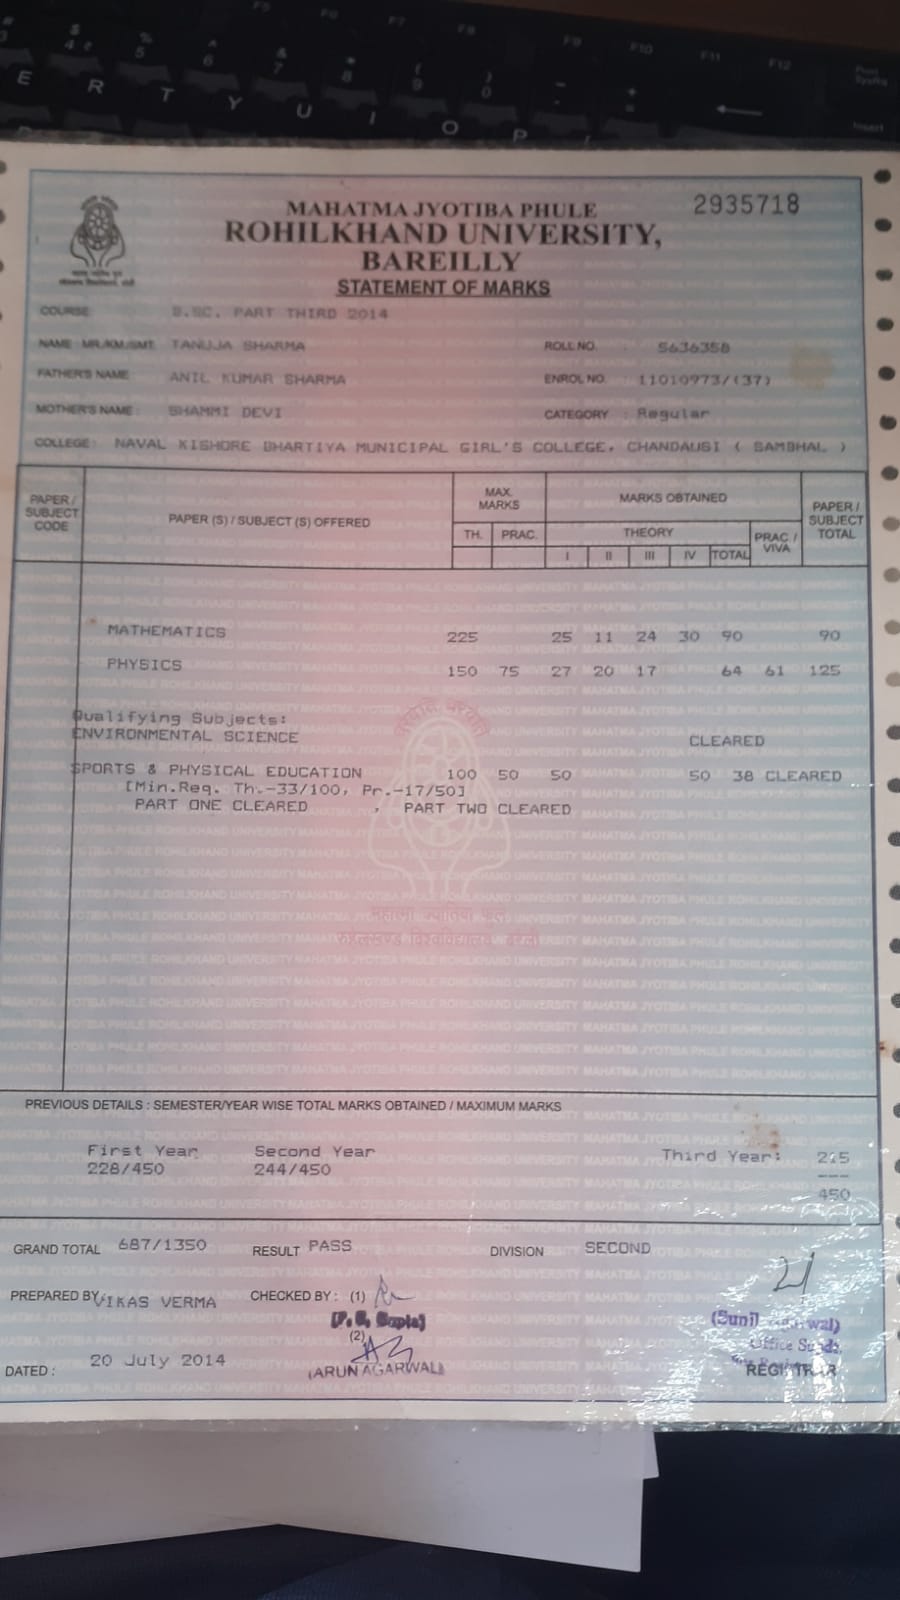 MAHATMA JYOTIBA PHULE
2935718
ROHILKHAND UNIVERSITY,
BAREILLY
STATEMENT OF MARKS
COURSE B.SC. PART THIRD 2014
NAME : MR/KM/SMT. TANUJA SHARMA ROLL NO. : 5636358
FATHER'S NAME ANIL KUMAR SHARMA ENROL NO. : 11010973/(37)
MOTHER'S NAME : SHAMMI DEVI CATEGORY : Regular
COLLEGE : NAVAL KISHORE BHARTIYA MUNICIPAL GIRL'S COLLEGE, CHANDAUSI ( SAMBHAL )
PAPER / SUBJECT CODE
PAPER (S) / SUBJECT (S) OFFERED
MAX. MARKS
MARKS OBTAINED
PAPER / SUBJECT TOTAL
TH. PRAC. THEORY PRAC / VIVA
I II III IV TOTAL
MATHEMATICS 225 25 11 24 30 90 90
PHYSICS 150 75 27 20 17 64 61 125
Qualifying Subjects:
ENVIRONMENTAL SCIENCE CLEARED
SPORTS & PHYSICAL EDUCATION 100 50 50 50 38 CLEARED
[Min.Req. Th.-33/100, Pr.-17/50]
PART ONE CLEARED , PART TWO CLEARED
महात्मा ज्योतिबा फुले
रुहेलखण्ड विश्वविद्यालय, बरेली
PREVIOUS DETAILS : SEMESTER/YEAR WISE TOTAL MARKS OBTAINED / MAXIMUM MARKS
First Year Second Year Third Year: 215
228/450 244/450 ---
450
GRAND TOTAL 687/1350 RESULT PASS DIVISION SECOND
PREPARED BY VIKAS VERMA CHECKED BY : (1)
Gupta)
(Sunil
(2)
Office
DATED : 20 July 2014 (ARUN AGARWAL) REGISTRAR